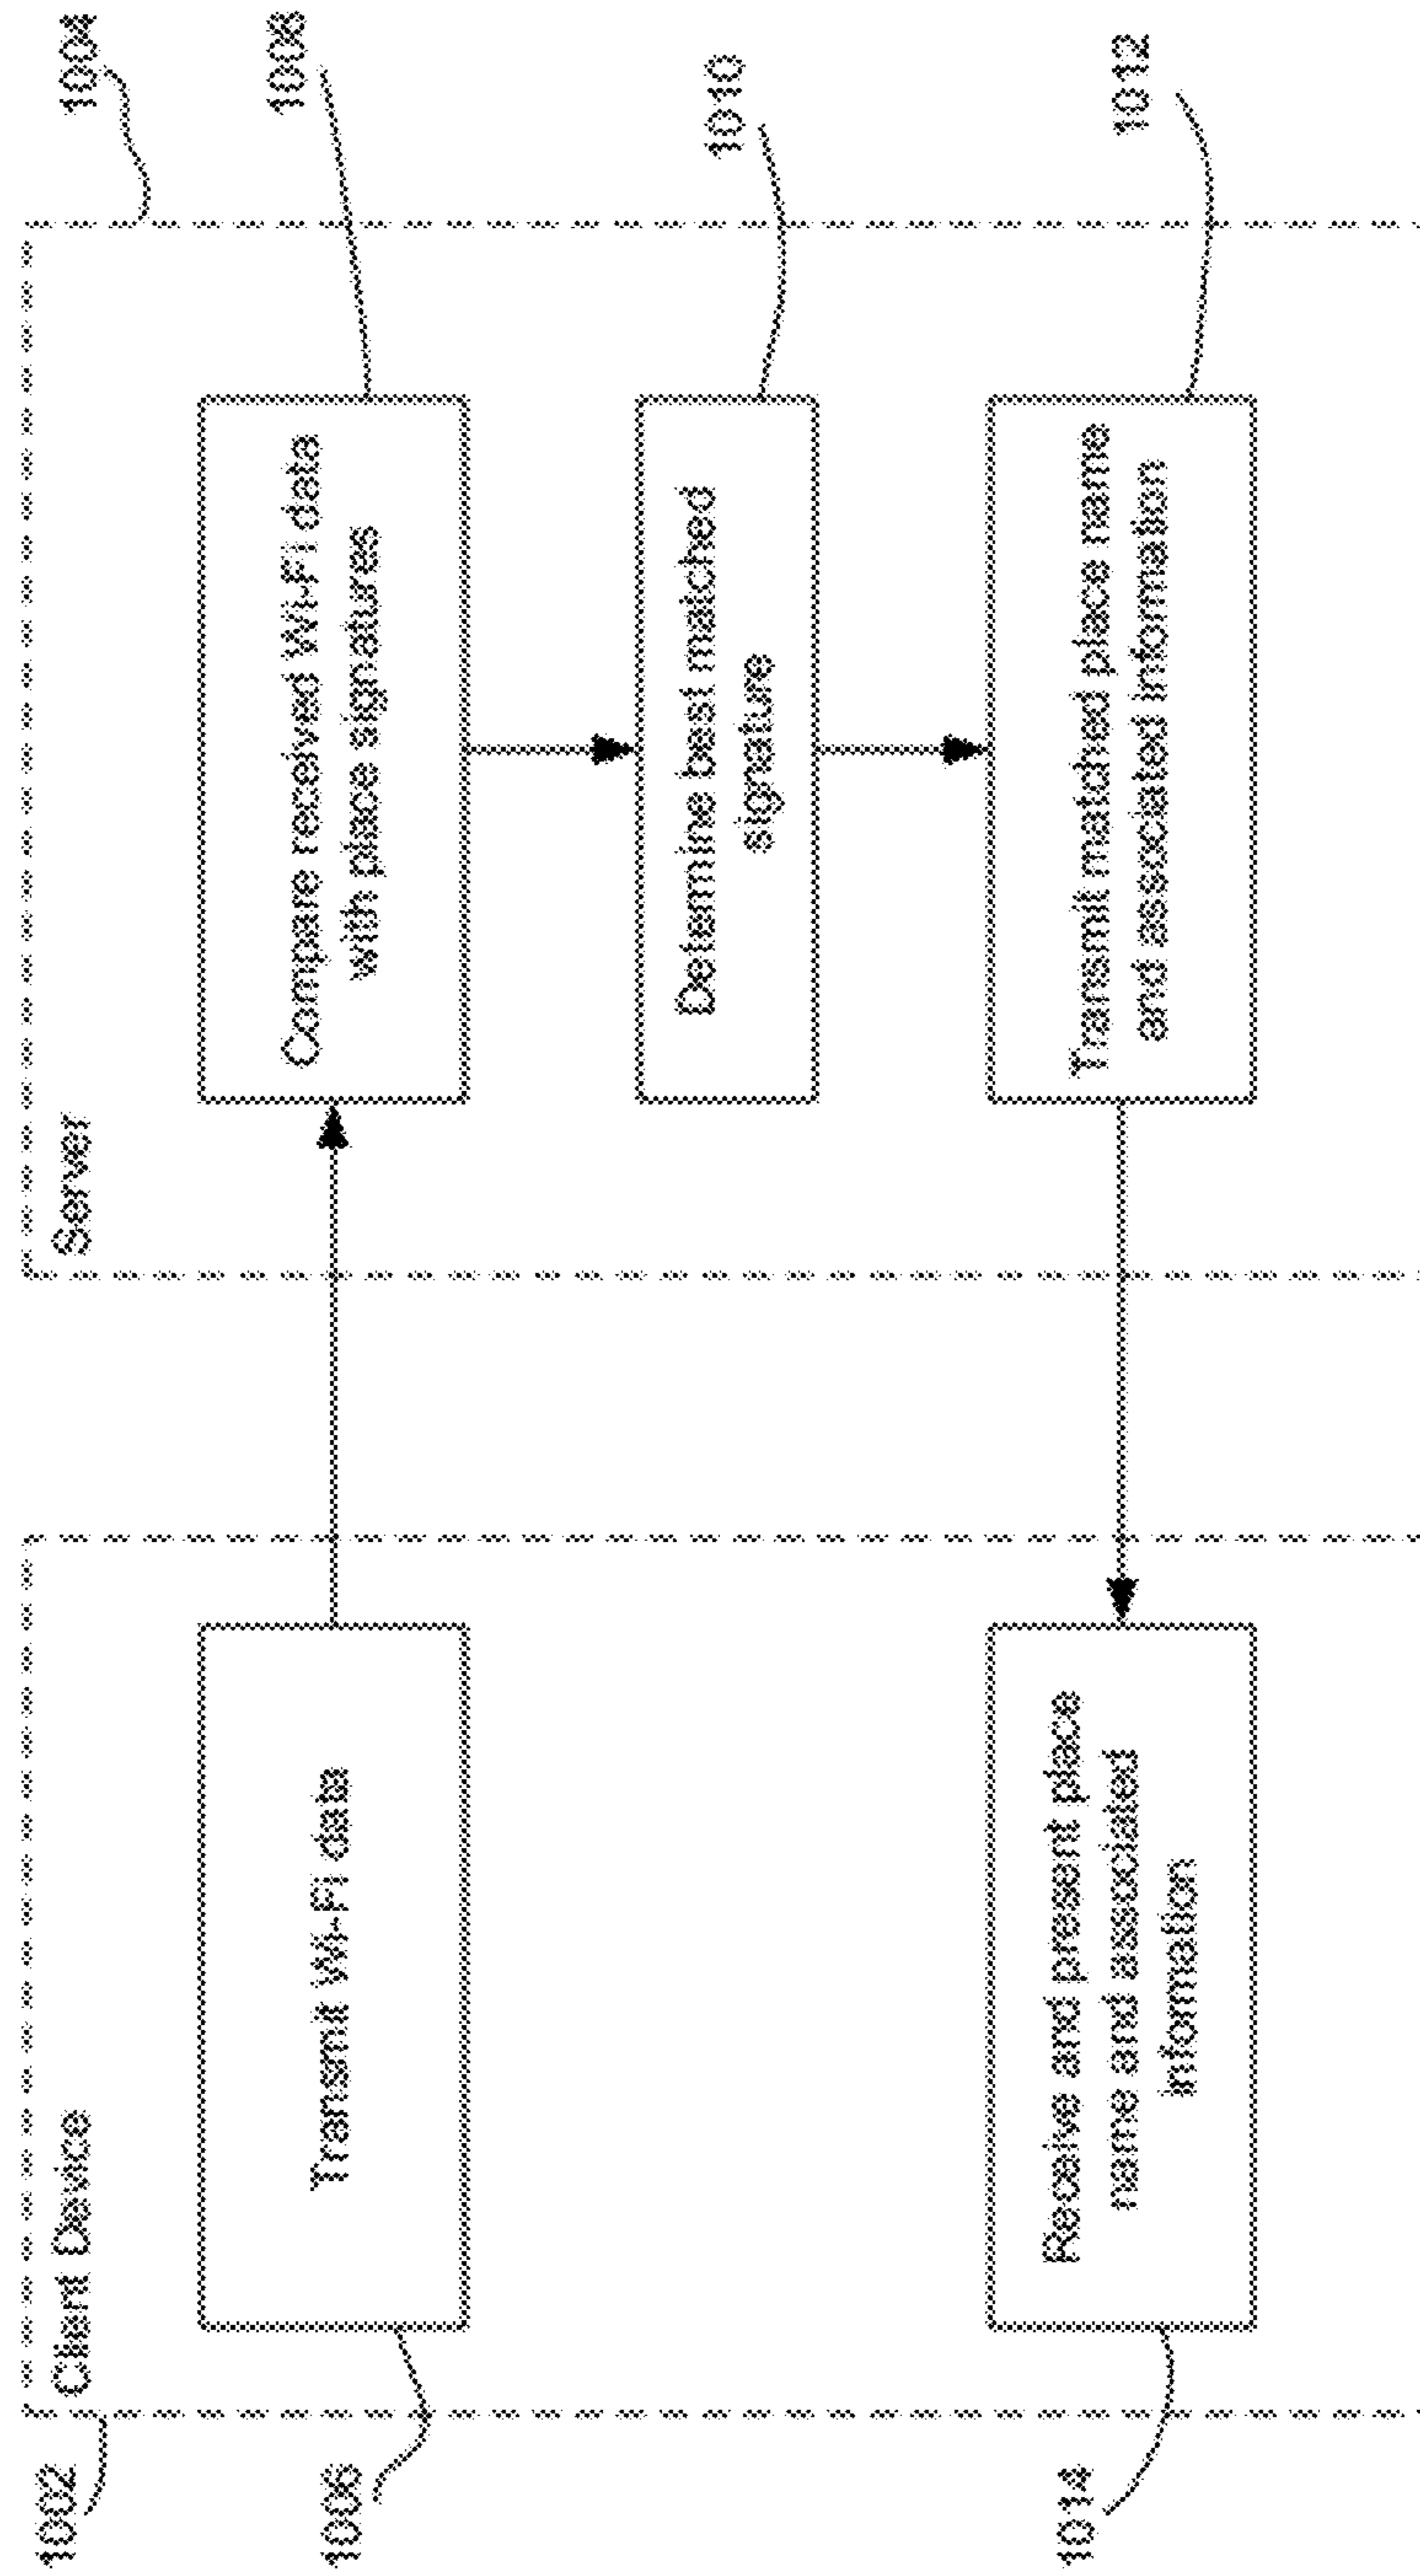 1002
Client Device
Server
1004
1006
Transmit Wi-Fi data
Compare received Wi-Fi data
with place signatures
1008
Determine best matched
signature
1010
1014
Receive and present place
name and associated
information
Transmit matched place name
and associated information
1012